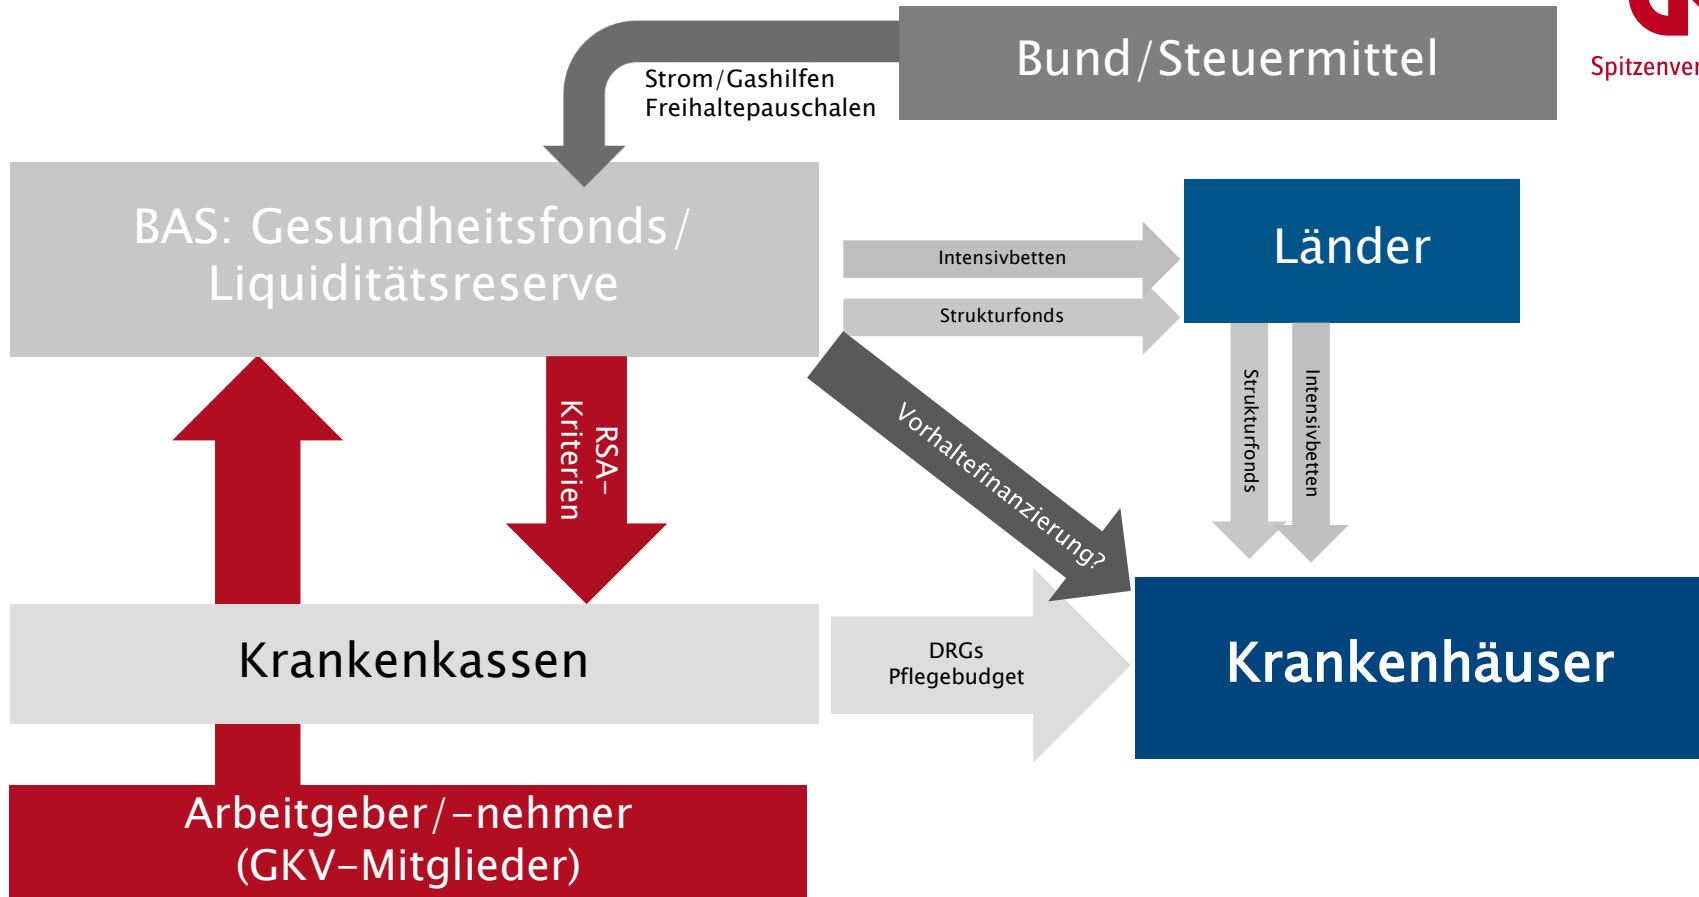 Bund/Steuermittel
Strom/Gashilfen
Freihaltepauschalen
BAS: Gesundheitsfonds/
Liquiditätsreserve
Intensivbetten
Strukturfonds
Länder
RSA-
Kriterien
Vorhaltefinanzierung?
Strukturfonds
Intensivbetten
Krankenkassen
DRGs
Pflegebudget
Krankenhäuser
Arbeitgeber/-nehmer
(GKV-Mitglieder)